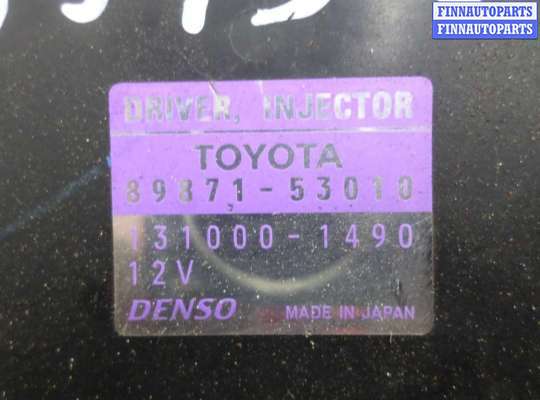 FINNAUTOPARTS
FINNAUTOPARTS
DRIVER, INJECTOR
TOYOTA
89871-53010
131000-1490
12V
DENSO MADE IN JAPAN